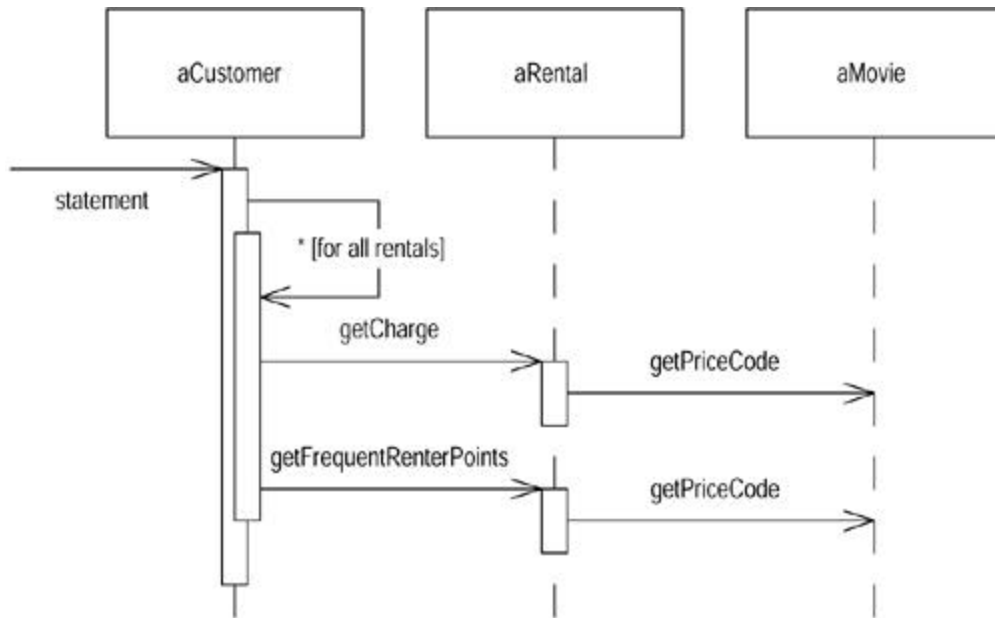 aCustomer
aRental
aMovie
statement
* [for all rentals]
getCharge
getPriceCode
getFrequentRenterPoints
getPriceCode